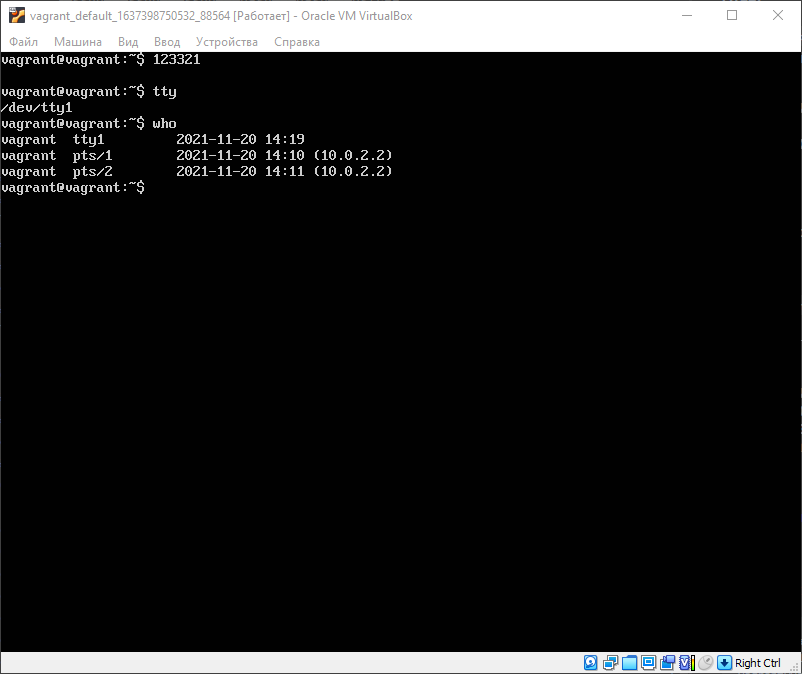 vagrant_default_1637398750532_88564 [Работает] - Oracle VM VirtualBox
Файл Машина Вид Ввод Устройства Справка
vagrant@vagrant:~$ 123321
vagrant@vagrant:~$ tty
/dev/tty1
vagrant@vagrant:~$ who
vagrant  tty1         2021-11-20 14:19
vagrant  pts/1        2021-11-20 14:10 (10.0.2.2)
vagrant  pts/2        2021-11-20 14:11 (10.0.2.2)
vagrant@vagrant:~$
Right Ctrl